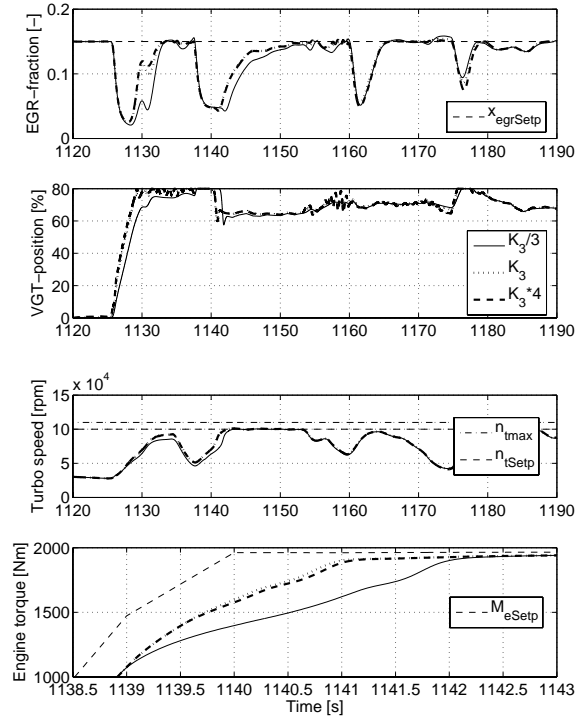 0.2
0.1
0
EGR−fraction [−]
x_egrSetp
1120 1130 1140 1150 1160 1170 1180 1190
80
60
40
20
0
VGT−position [%]
K_3/3
K_3
K_3*4
1120 1130 1140 1150 1160 1170 1180 1190
x 10^4
15
10
5
0
Turbo speed [rpm]
n_tmax
n_tSetp
1120 1130 1140 1150 1160 1170 1180 1190
2000
1500
1000
Engine torque [Nm]
M_eSetp
1138.5 1139 1139.5 1140 1140.5 1141 1141.5 1142 1142.5 1143
Time [s]